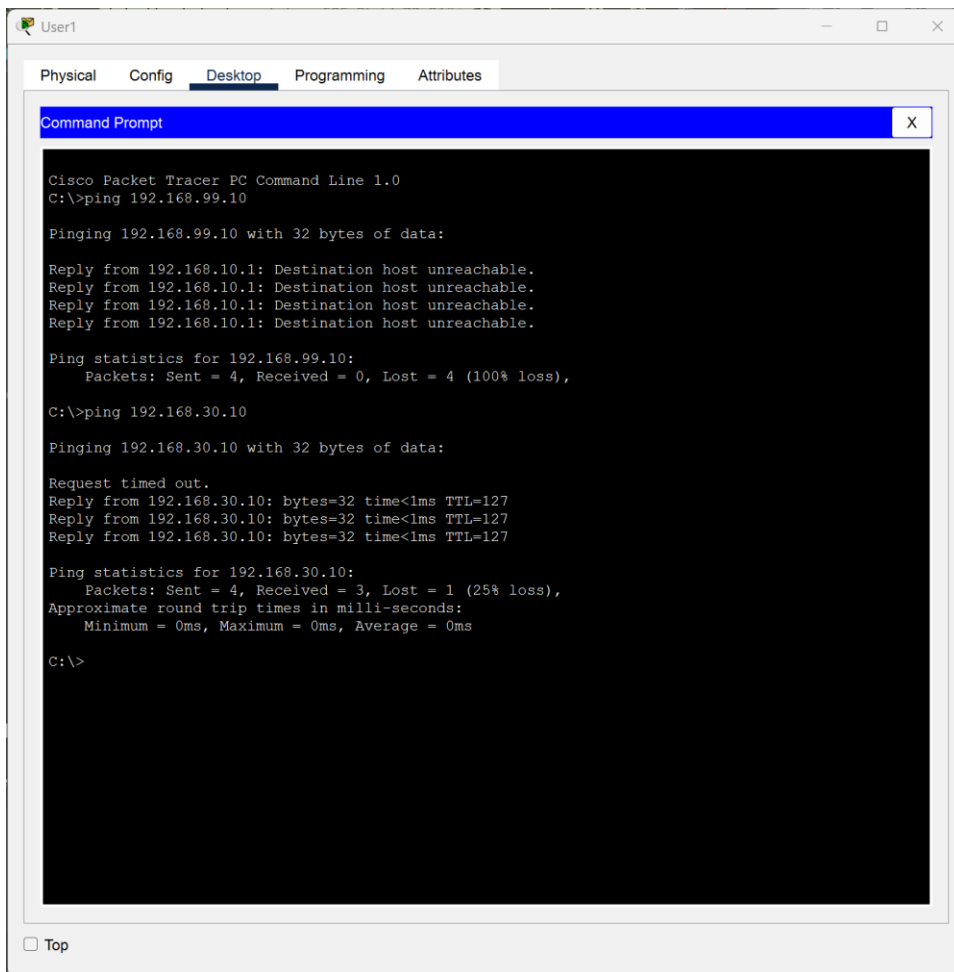 User1
Physical Config Desktop Programming Attributes
Command Prompt X
Cisco Packet Tracer PC Command Line 1.0
C:\>ping 192.168.99.10
Pinging 192.168.99.10 with 32 bytes of data:
Reply from 192.168.10.1: Destination host unreachable.
Reply from 192.168.10.1: Destination host unreachable.
Reply from 192.168.10.1: Destination host unreachable.
Reply from 192.168.10.1: Destination host unreachable.
Ping statistics for 192.168.99.10:
Packets: Sent = 4, Received = 0, Lost = 4 (100% loss),
C:\>ping 192.168.30.10
Pinging 192.168.30.10 with 32 bytes of data:
Request timed out.
Reply from 192.168.30.10: bytes=32 time<1ms TTL=127
Reply from 192.168.30.10: bytes=32 time<1ms TTL=127
Reply from 192.168.30.10: bytes=32 time<1ms TTL=127
Ping statistics for 192.168.30.10:
Packets: Sent = 4, Received = 3, Lost = 1 (25% loss),
Approximate round trip times in milli-seconds:
Minimum = 0ms, Maximum = 0ms, Average = 0ms
C:\>
Top